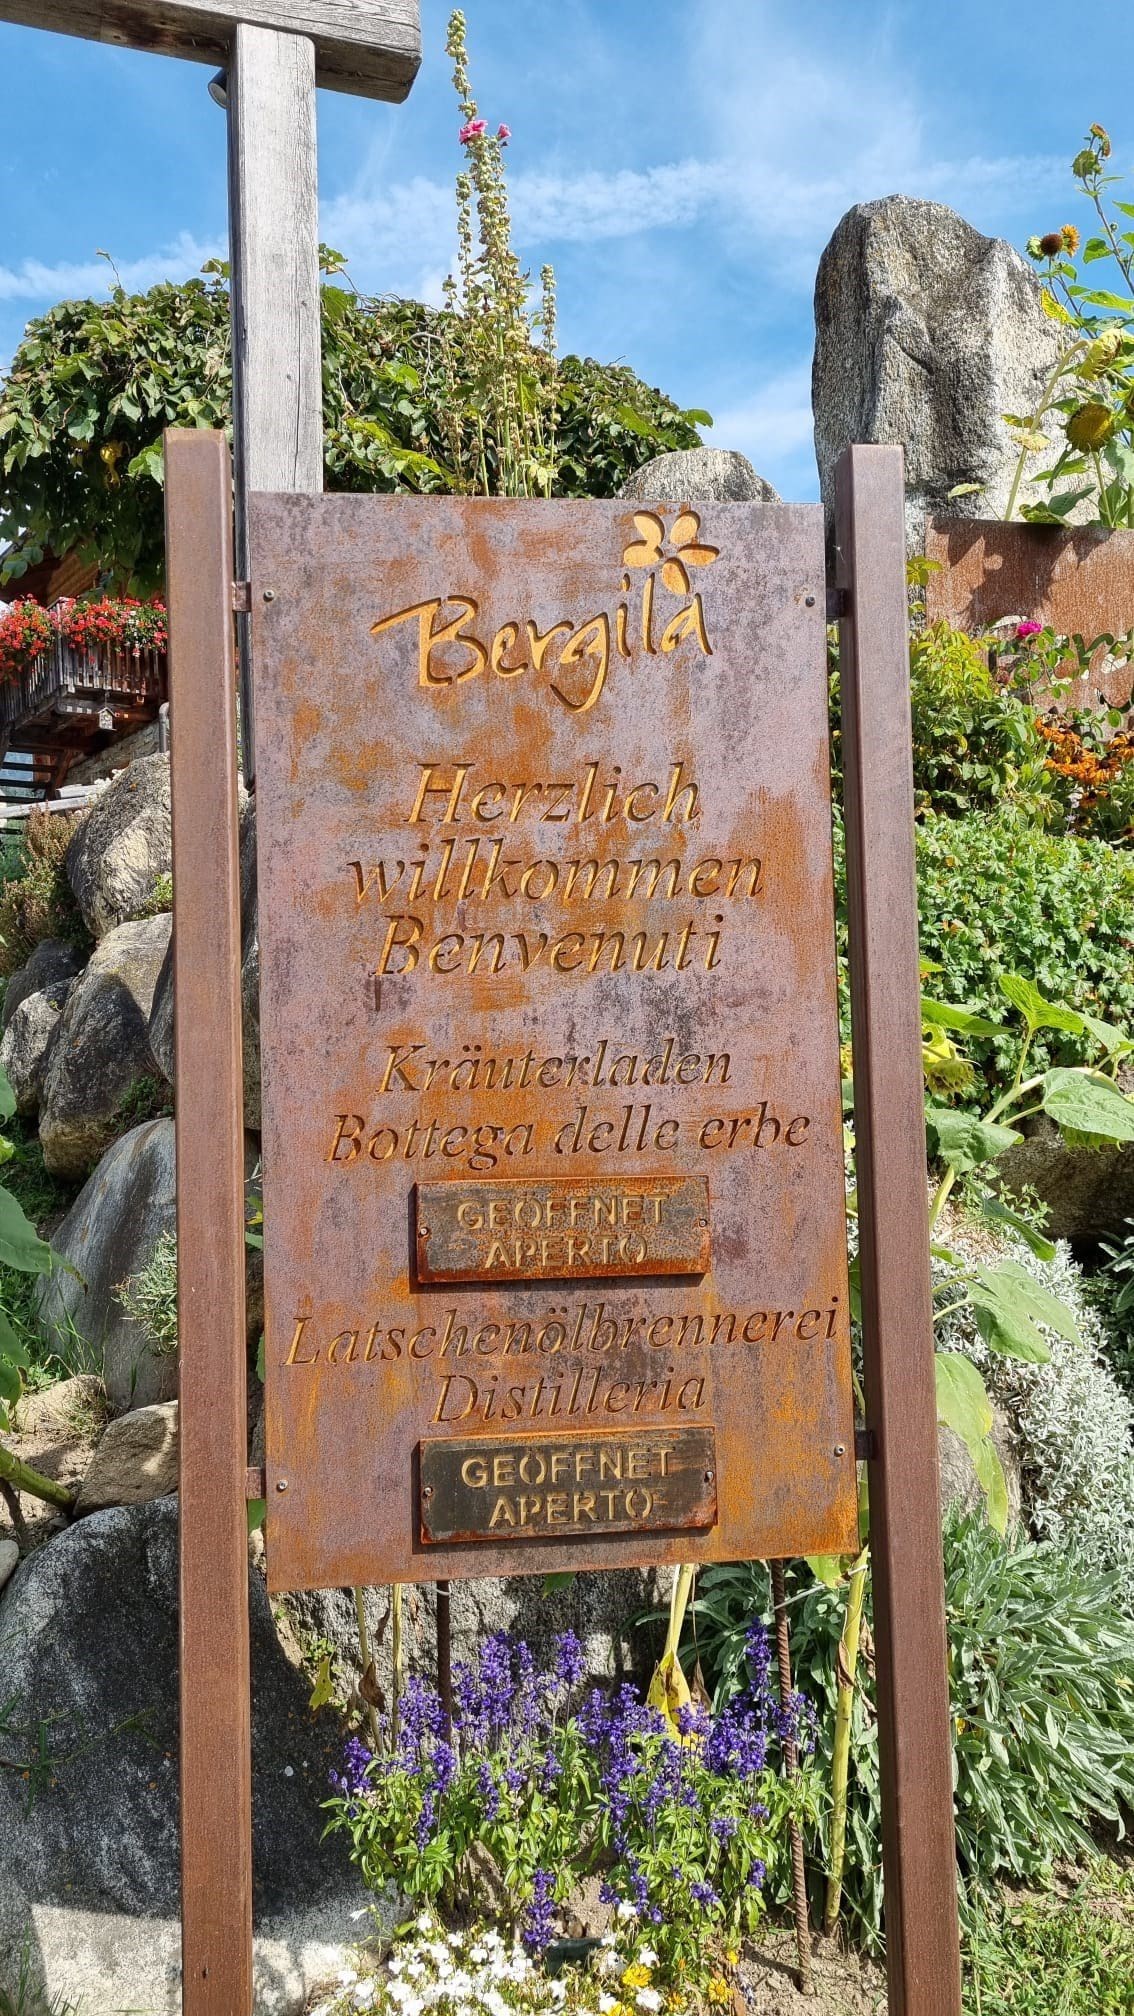 Bergila
Herzlich
willkommen
Benvenuti
Kräuterladen
Bottega delle erbe
GEÖFFNET
APERTO
Latschenölbrennerei
Distilleria
GEÖFFNET
APERTO